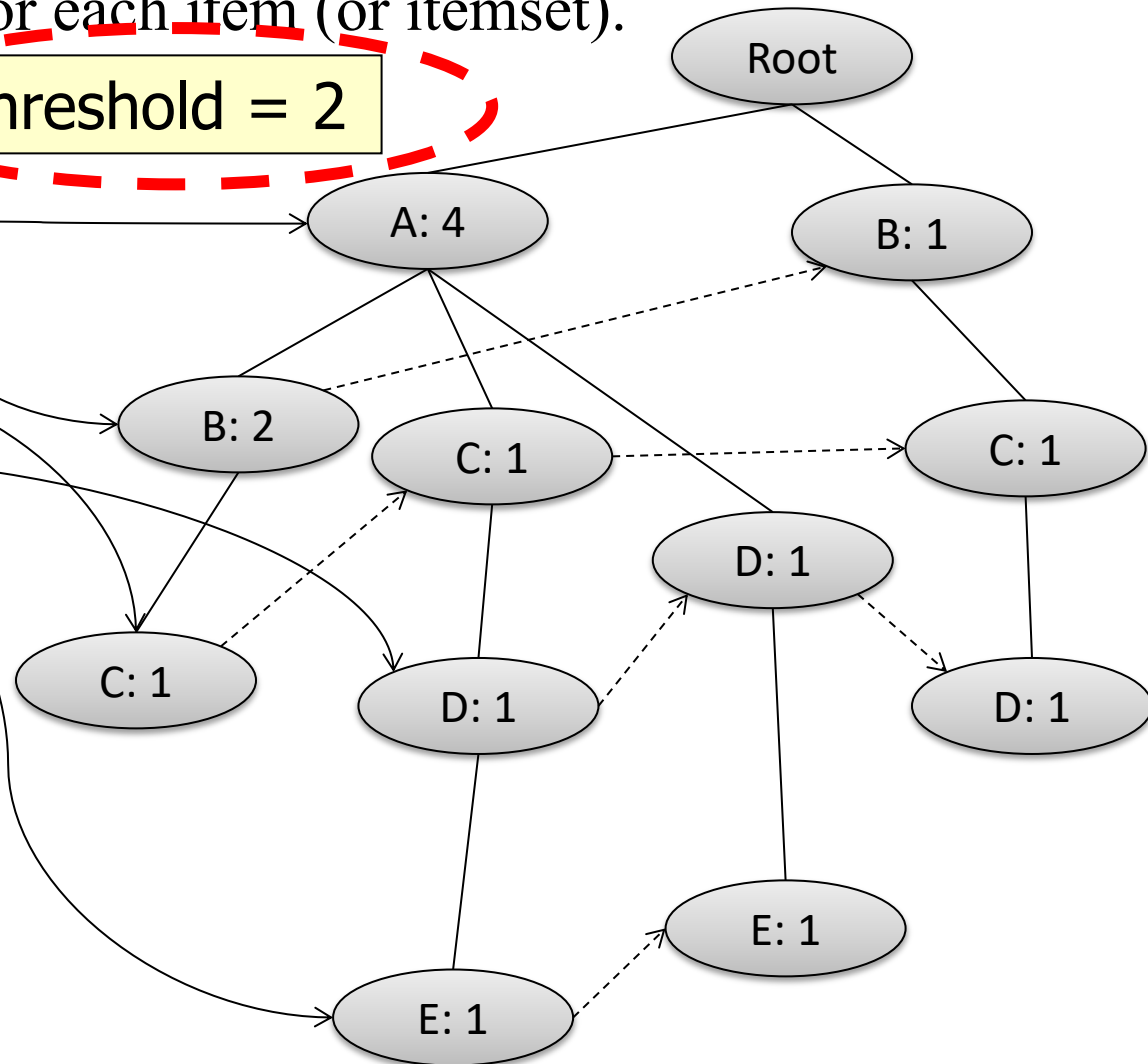 or each item (or itemset).
hreshold = 2
Root
A: 4
B: 1
B: 2
C: 1
C: 1
D: 1
C: 1
D: 1
D: 1
E: 1
E: 1